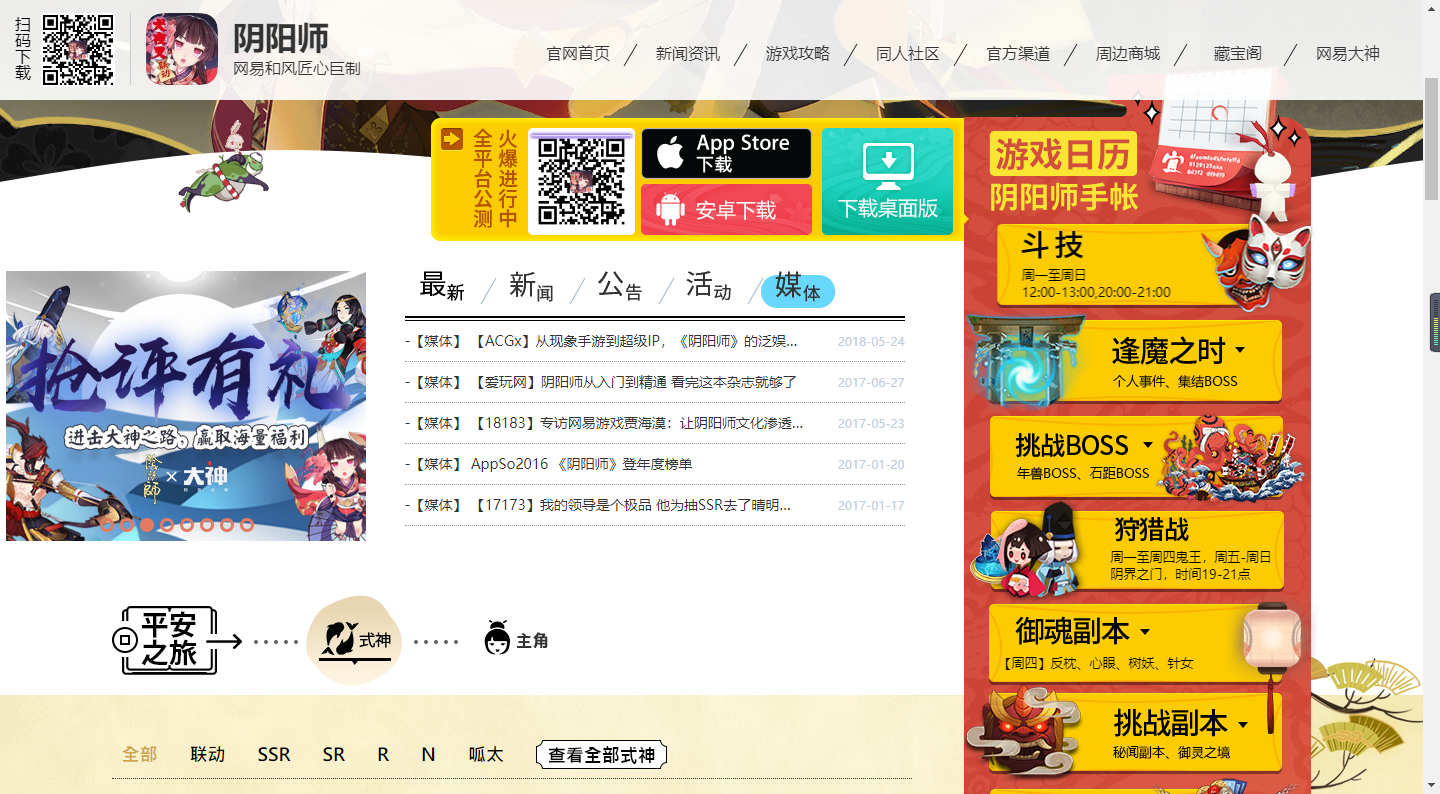 扫码下载
犬夜叉联动
阴阳师
网易和风匠心巨制
官网首页
新闻资讯
游戏攻略
同人社区
官方渠道
周边商城
藏宝阁
网易大神
火爆进行中
全平台公测
App Store
下载
安卓下载
下载桌面版
游戏日历
阴阳师手帐
宜
斗技
周一至周日
12:00-13:00,20:00-21:00
抢评有礼
进击大神之路，赢取海量福利
陰陽師×大神
最新
新闻
公告
活动
媒体
-【媒体】【ACGx】从现象手游到超级IP，《阴阳师》的泛娱... 2018-05-24
-【媒体】【爱玩网】阴阳师从入门到精通 看完这本杂志就够了 2017-06-27
-【媒体】【18183】专访网易游戏贾海漠：让阴阳师文化渗透... 2017-05-23
-【媒体】 AppSo2016 《阴阳师》登年度榜单 2017-01-20
-【媒体】【17173】我的领导是个极品 他为抽SSR去了晴明... 2017-01-17
逢魔之时
个人事件、集结BOSS
挑战BOSS
年兽BOSS、石距BOSS
狩猎战
周一至周四鬼王，周五-周日
阴界之门，时间19-21点
御魂副本
【周四】反枕、心眼、树妖、针女
挑战副本
秘闻副本、御灵之境
平安
之旅
式神
主角
全部
联动
SSR
SR
R
N
呱太
查看全部式神